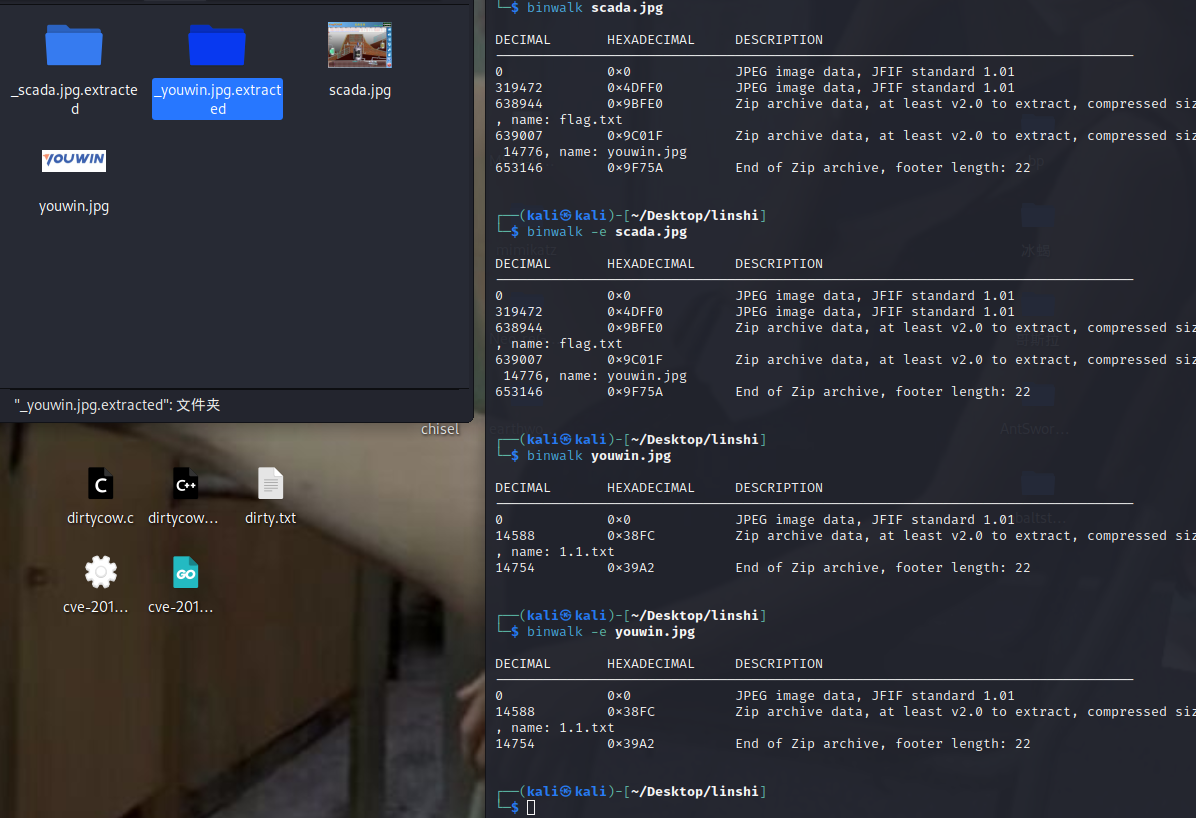 _scada.jpg.extracte
d
_youwin.jpg.extract
ed
scada.jpg
YOUWIN
youwin.jpg
"_youwin.jpg.extracted": 文件夹
chisel
dirtycow.c
dirtycow...
dirty.txt
cve-201...
cve-201...
└─$ binwalk scada.jpg
DECIMAL HEXADECIMAL DESCRIPTION
0 0×0 JPEG image data, JFIF standard 1.01
319472 0×4DFF0 JPEG image data, JFIF standard 1.01
638944 0×9BFE0 Zip archive data, at least v2.0 to extract, compressed siz
, name: flag.txt
639007 0×9C01F Zip archive data, at least v2.0 to extract, compressed siz
14776, name: youwin.jpg
653146 0×9F75A End of Zip archive, footer length: 22
┌──(kali㉿kali)-[~/Desktop/linshi]
└─$ binwalk -e scada.jpg
DECIMAL HEXADECIMAL DESCRIPTION
0 0×0 JPEG image data, JFIF standard 1.01
319472 0×4DFF0 JPEG image data, JFIF standard 1.01
638944 0×9BFE0 Zip archive data, at least v2.0 to extract, compressed siz
, name: flag.txt
639007 0×9C01F Zip archive data, at least v2.0 to extract, compressed siz
14776, name: youwin.jpg
653146 0×9F75A End of Zip archive, footer length: 22
┌──(kali㉿kali)-[~/Desktop/linshi]
└─$ binwalk youwin.jpg
DECIMAL HEXADECIMAL DESCRIPTION
0 0×0 JPEG image data, JFIF standard 1.01
14588 0×38FC Zip archive data, at least v2.0 to extract, compressed siz
, name: 1.1.txt
14754 0×39A2 End of Zip archive, footer length: 22
┌──(kali㉿kali)-[~/Desktop/linshi]
└─$ binwalk -e youwin.jpg
DECIMAL HEXADECIMAL DESCRIPTION
0 0×0 JPEG image data, JFIF standard 1.01
14588 0×38FC Zip archive data, at least v2.0 to extract, compressed siz
, name: 1.1.txt
14754 0×39A2 End of Zip archive, footer length: 22
┌──(kali㉿kali)-[~/Desktop/linshi]
└─$